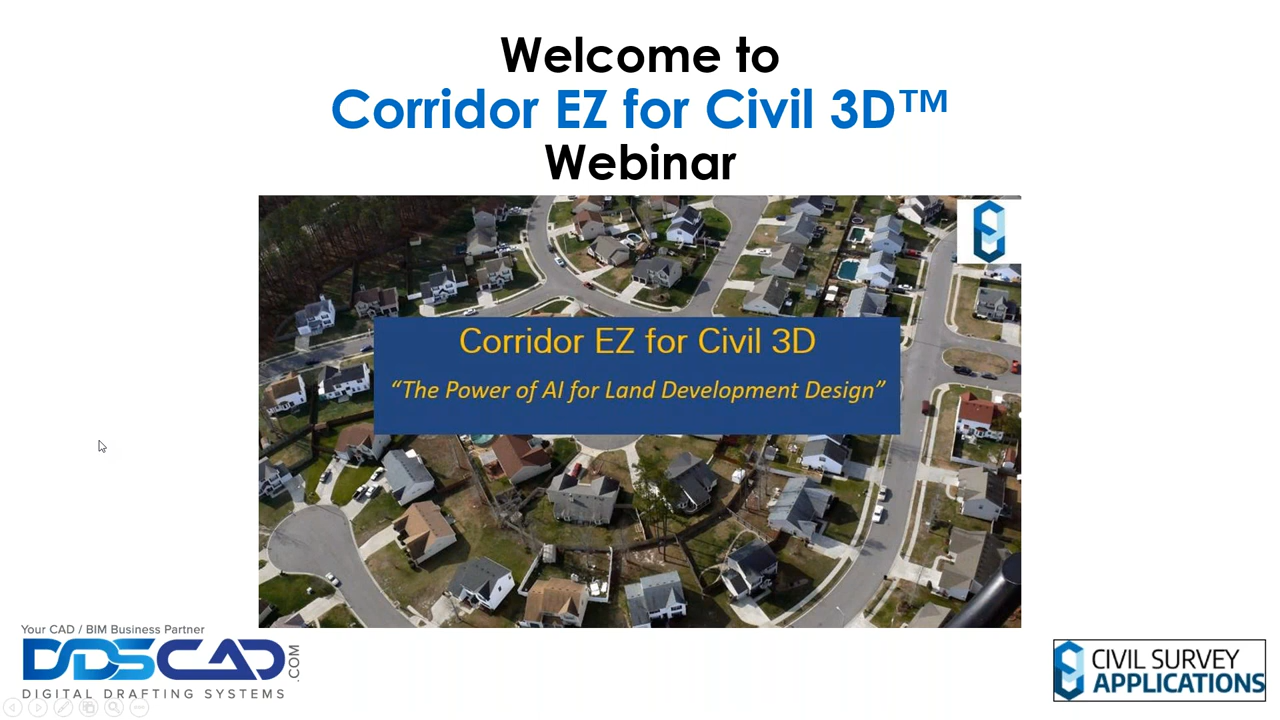 Welcome to
Corridor EZ for Civil 3D™
Webinar
Corridor EZ for Civil 3D
“The Power of AI for Land Development Design”
Your CAD / BIM Business Partner
DDSCAD.COM
DIGITAL DRAFTING SYSTEMS
CIVIL SURVEY
APPLICATIONS